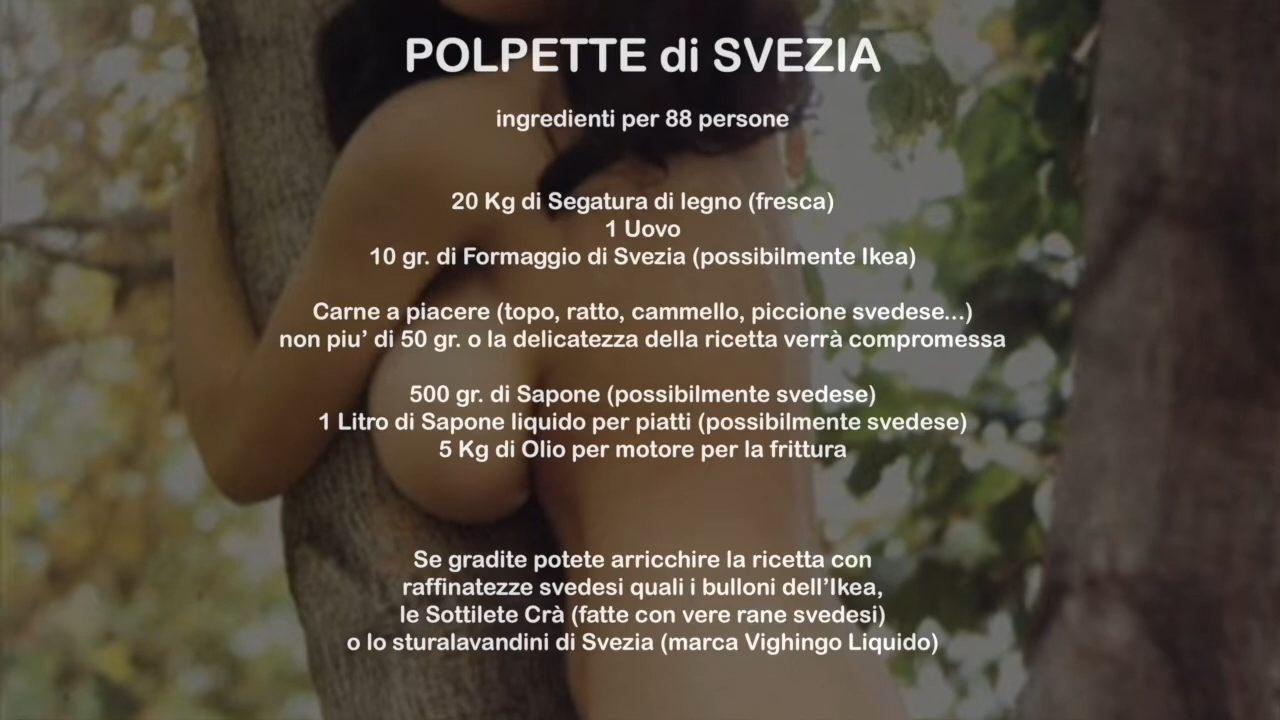 POLPETTE di SVEZIA
ingredienti per 88 persone
20 Kg di Segatura di legno (fresca)
1 Uovo
10 gr. di Formaggio di Svezia (possibilmente Ikea)
Carne a piacere (topo, ratto, cammello, piccione svedese...)
non piu' di 50 gr. o la delicatezza della ricetta verrà compromessa
500 gr. di Sapone (possibilmente svedese)
1 Litro di Sapone liquido per piatti (possibilmente svedese)
5 Kg di Olio per motore per la frittura
Se gradite potete arricchire la ricetta con
raffinatezze svedesi quali i bulloni dell'Ikea,
le Sottilete Crà (fatte con vere rane svedesi)
o lo sturalavandini di Svezia (marca Vighingo Liquido)